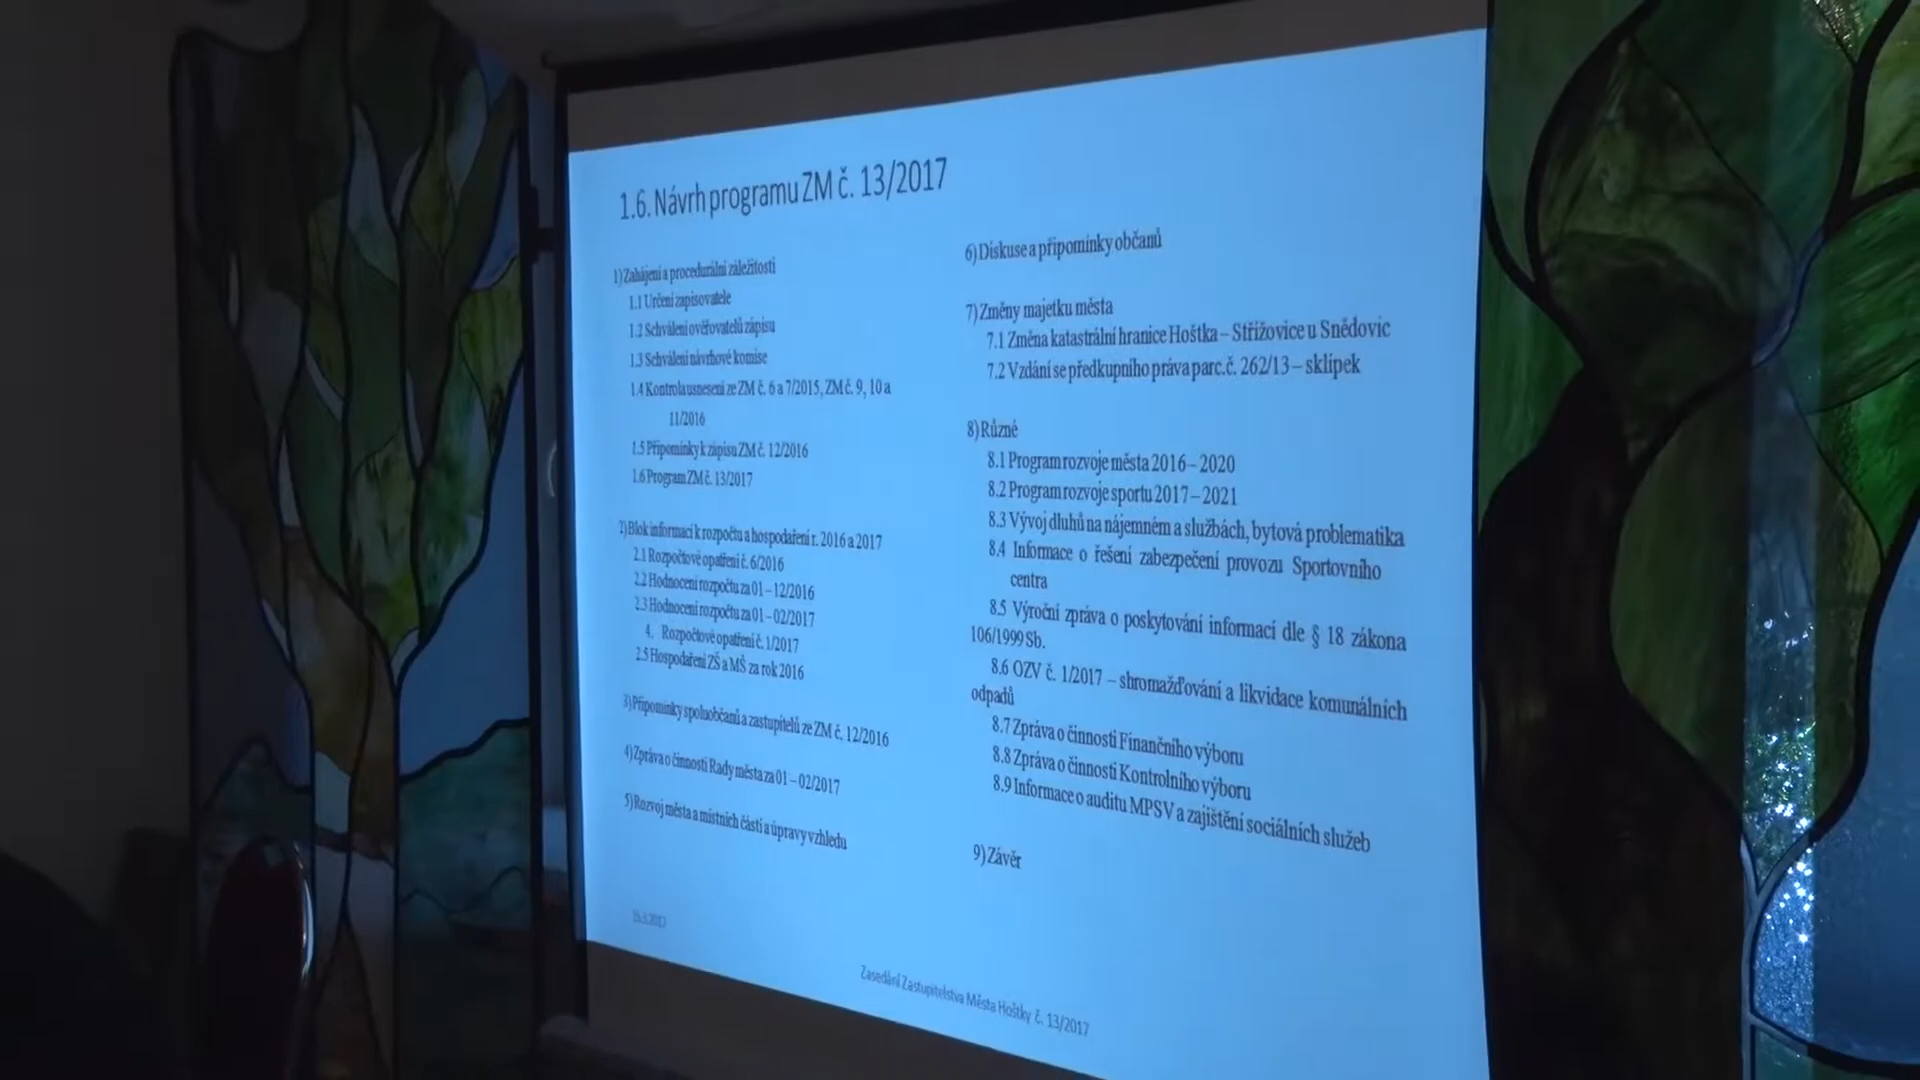 1.6. Návrh programu ZM č. 13/2017
1) Zahájení a procedurální záležitosti
1.1 Určení zapisovatele
1.2 Schválení ověřovatelů zápisu
1.3 Schválení návrhové komise
1.4 Kontrola usnesení ze ZM č. 6 a 7/2015, ZM č. 9, 10 a
11/2016
1.5 Připomínky k zápisu ZM č. 12/2016
1.6 Program ZM č. 13/2017
2) Blok informací k rozpočtu a hospodaření r. 2016 a 2017
2.1 Rozpočtové opatření č. 6/2016
2.2 Hodnocení rozpočtu za 01 – 12/2016
2.3 Hodnocení rozpočtu za 01 – 02/2017
4. Rozpočtové opatření č. 1/2017
2.5 Hospodaření ZŠ a MŠ za rok 2016
3) Připomínky spoluobčanů a zastupitelů ze ZM č. 12/2016
4) Zpráva o činnosti Rady města za 01 – 02/2017
5) Rozvoj města a místních částí a úpravy vzhledu
6) Diskuse a připomínky občanů
7) Změny majetku města
7.1 Změna katastrální hranice Hoštka – Střížovice u Snědovic
7.2 Vzdání se předkupního práva parc.č. 262/13 – sklípek
8) Různé
8.1 Program rozvoje města 2016 – 2020
8.2 Program rozvoje sportu 2017 – 2021
8.3 Vývoj dluhů na nájemném a službách, bytová problematika
8.4 Informace o řešení zabezpečení provozu Sportovního
centra
8.5 Výroční zpráva o poskytování informací dle § 18 zákona
106/1999 Sb.
8.6 OZV č. 1/2017 – shromažďování a likvidace komunálních
odpadů
8.7 Zpráva o činnosti Finančního výboru
8.8 Zpráva o činnosti Kontrolního výboru
8.9 Informace o auditu MPSV a zajištění sociálních služeb
9) Závěr
15.3.2017
Zasedání Zastupitelstva Města Hoštky č. 13/2017